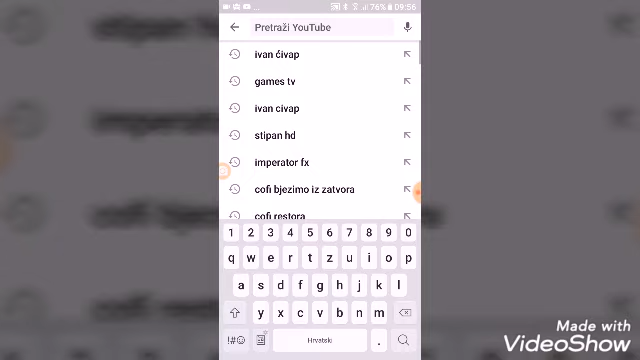 76% 09:56
Pretraži YouTube
ivan ćivap
games tv
ivan civap
stipan hd
imperator fx
cofi bjezimo iz zatvora
cofi restora
1 2 3 4 5 6 7 8 9 0
q w e r t z u i o p
a s d f g h j k l
y x c v b n m
!#☺ Hrvatski .
Made with
VideoShow